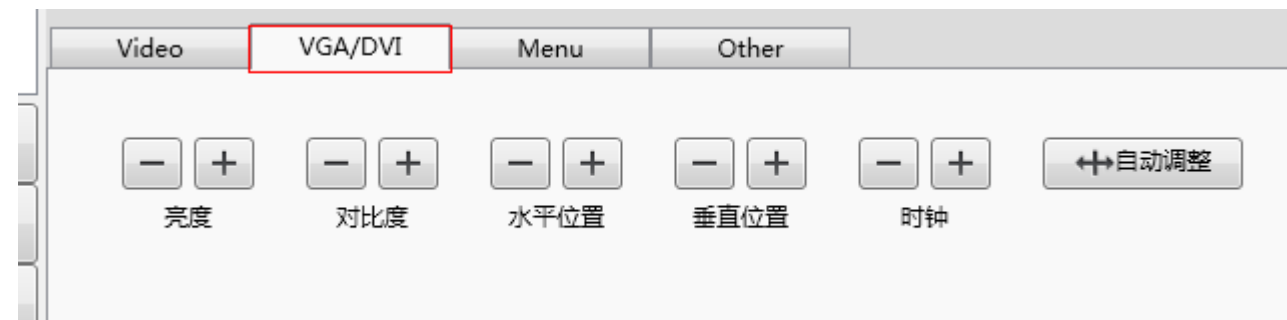 Video VGA/DVI Menu Other
− + − + − + − + − + 自动调整
亮度 对比度 水平位置 垂直位置 时钟